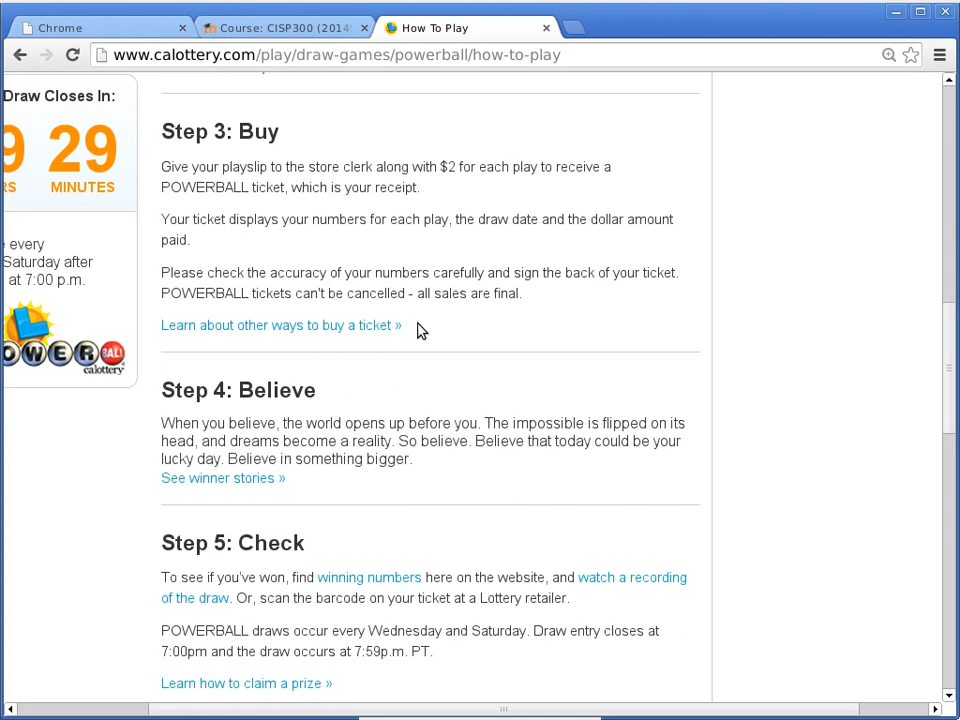 Chrome
Course: CISP300 (2014
How To Play
www.calottery.com/play/draw-games/powerball/how-to-play
Draw Closes In:
9 29
RS MINUTES
every
Saturday after
at 7:00 p.m.
POWERBALL
calottery
Step 3: Buy
Give your playslip to the store clerk along with $2 for each play to receive a
POWERBALL ticket, which is your receipt.
Your ticket displays your numbers for each play, the draw date and the dollar amount
paid.
Please check the accuracy of your numbers carefully and sign the back of your ticket.
POWERBALL tickets can't be cancelled - all sales are final.
Learn about other ways to buy a ticket »
Step 4: Believe
When you believe, the world opens up before you. The impossible is flipped on its
head, and dreams become a reality. So believe. Believe that today could be your
lucky day. Believe in something bigger.
See winner stories »
Step 5: Check
To see if you've won, find winning numbers here on the website, and watch a recording
of the draw. Or, scan the barcode on your ticket at a Lottery retailer.
POWERBALL draws occur every Wednesday and Saturday. Draw entry closes at
7:00pm and the draw occurs at 7:59p.m. PT.
Learn how to claim a prize »